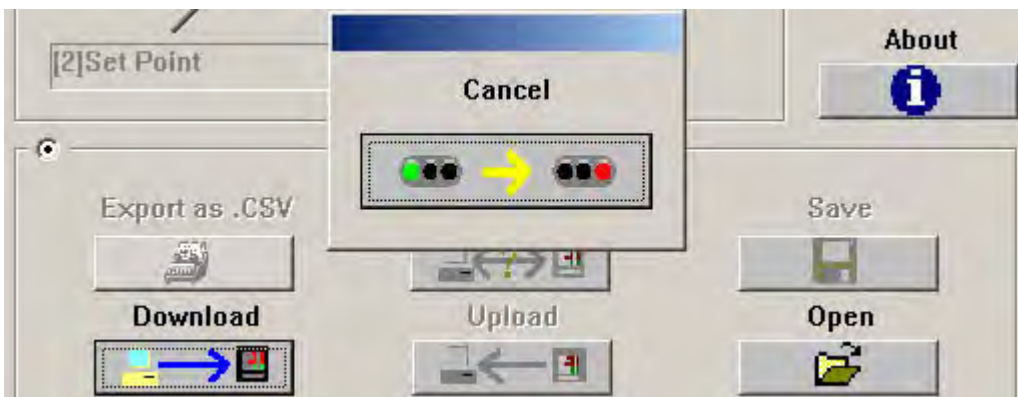 [2]Set Point
About
Cancel
Export as .CSV
Save
Download
Upload
Open